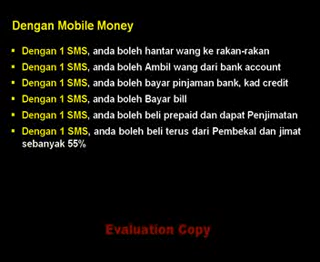 Dengan Mobile Money
Dengan 1 SMS, anda boleh hantar wang ke rakan-rakan
Dengan 1 SMS, anda boleh Ambil wang dari bank account
Dengan 1 SMS, anda boleh bayar pinjaman bank, kad credit
Dengan 1 SMS, anda boleh Bayar bill
Dengan 1 SMS, anda boleh beli prepaid dan dapat Penjimatan
Dengan 1 SMS, anda boleh beli terus dari Pembekal dan jimat
sebanyak 55%
Evaluation Copy